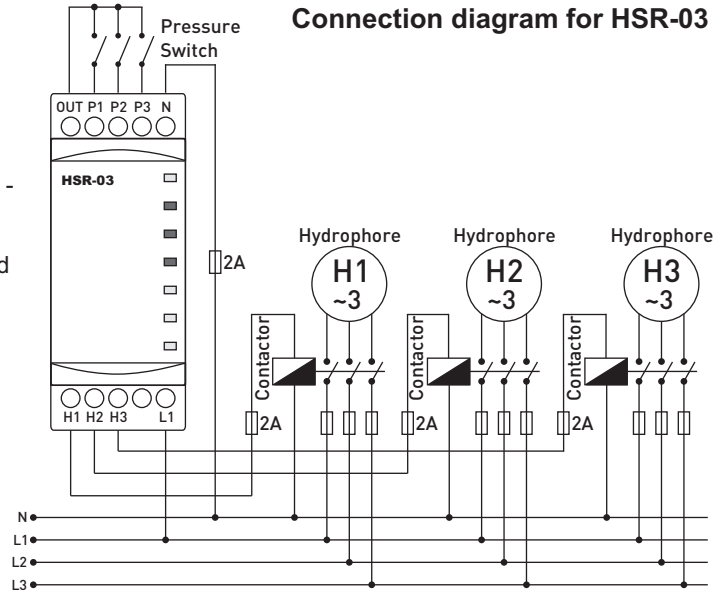 Connection diagram for HSR-03
Pressure
Switch
OUT P1 P2 P3 N
HSR-03
-
d
2A
Hydrophore Hydrophore Hydrophore
H1 H2 H3
~3 ~3 ~3
Contactor Contactor Contactor
2A 2A 2A
H1 H2 H3 L1
N
L1
L2
L3